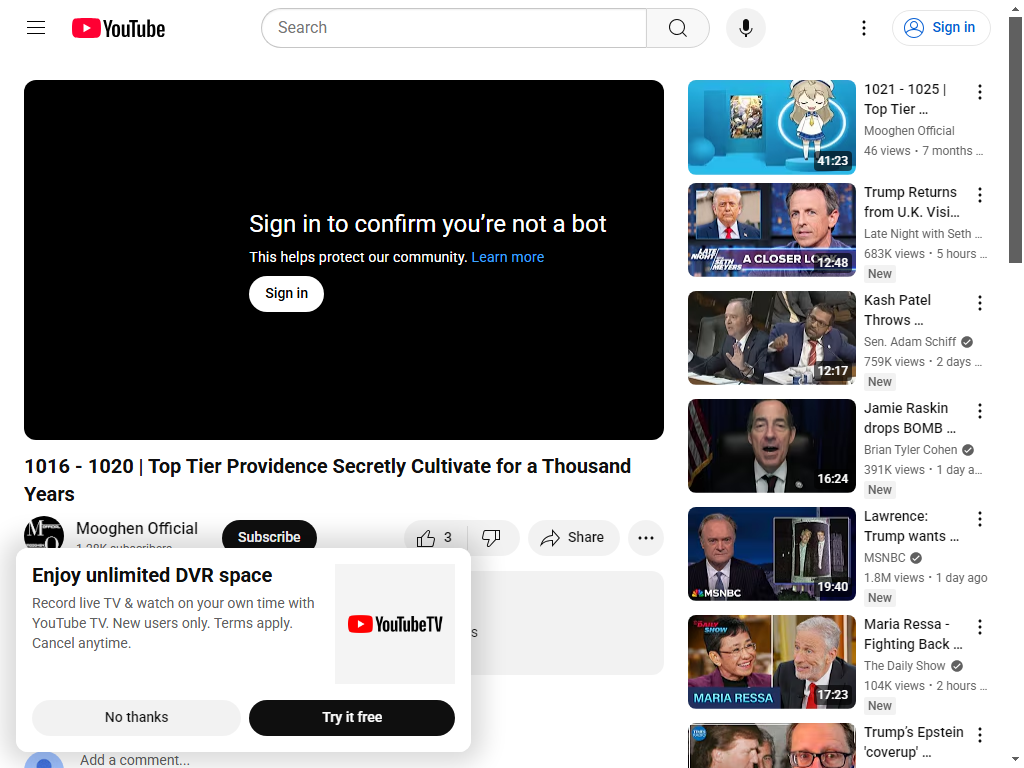 YouTube
Search
Sign in
Sign in to confirm you’re not a bot
This helps protect our community. Learn more
Sign in
1016 - 1020 | Top Tier Providence Secretly Cultivate for a Thousand
Years
Mooghen Official
Subscribe
3
Share
Enjoy unlimited DVR space
Record live TV & watch on your own time with
YouTube TV. New users only. Terms apply.
Cancel anytime.
YouTubeTV
No thanks
Try it free
Add a comment...
41:23
1021 - 1025 |
Top Tier ...
Mooghen Official
46 views • 7 months ...
LATE NIGHT SETH MEYERS
A CLOSER LOOK
12:48
Trump Returns
from U.K. Visi...
Late Night with Seth ...
683K views • 5 hours ...
New
12:17
Kash Patel
Throws ...
Sen. Adam Schiff
759K views • 2 days ...
New
16:24
Jamie Raskin
drops BOMB ...
Brian Tyler Cohen
391K views • 1 day a...
New
MSNBC
19:40
Lawrence:
Trump wants ...
MSNBC
1.8M views • 1 day ago
New
THE DAILY SHOW
MARIA RESSA
17:23
Maria Ressa -
Fighting Back ...
The Daily Show
104K views • 2 hours ...
New
Trump’s Epstein
'coverup' ...